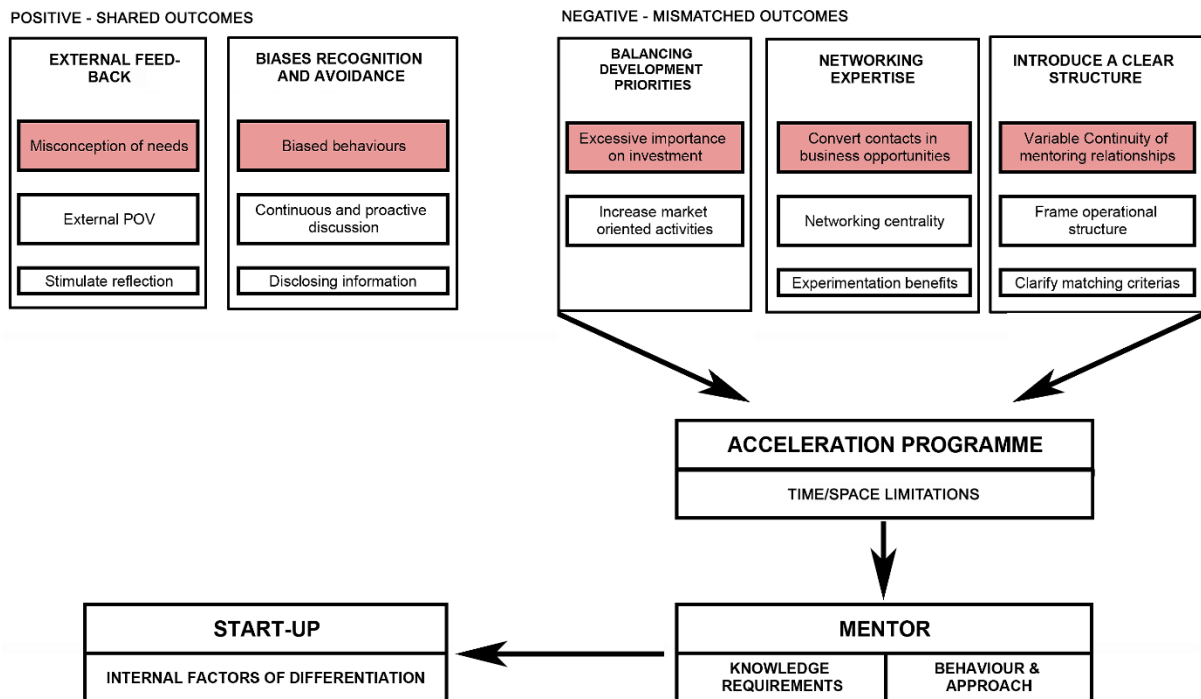 POSITIVE - SHARED OUTCOMES
EXTERNAL FEED-
BACK
Misconception of needs
External POV
Stimulate reflection
BIASES RECOGNITION
AND AVOIDANCE
Biased behaviours
Continuous and proactive
discussion
Disclosing information
NEGATIVE - MISMATCHED OUTCOMES
BALANCING
DEVELOPMENT
PRIORITIES
Excessive importance
on investment
Increase market
oriented activities
NETWORKING
EXPERTISE
Convert contacts in
business opportunities
Networking centrality
Experimentation benefits
INTRODUCE A CLEAR
STRUCTURE
Variable Continuity of
mentoring relationships
Frame operational
structure
Clarify matching criterias
ACCELERATION PROGRAMME
TIME/SPACE LIMITATIONS
MENTOR
KNOWLEDGE
REQUIREMENTS
BEHAVIOUR &
APPROACH
START-UP
INTERNAL FACTORS OF DIFFERENTIATION